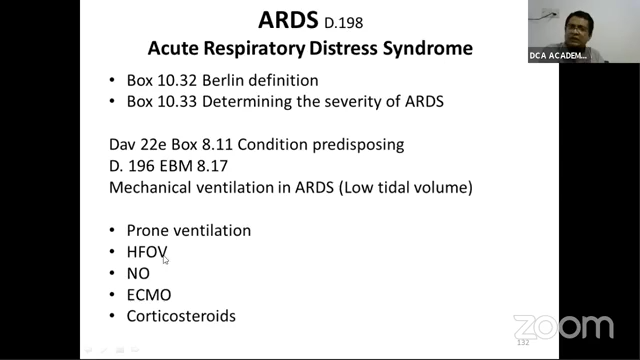 ARDS D.198
Acute Respiratory Distress Syndrome
• Box 10.32 Berlin definition
• Box 10.33 Determining the severity of ARDS
Dav 22e Box 8.11 Condition predisposing
D. 196 EBM 8.17
Mechanical ventilation in ARDS (Low tidal volume)
• Prone ventilation
• HFOV
• NO
• ECMO
• Corticosteroids
DCA ACADEM...
zoom
132